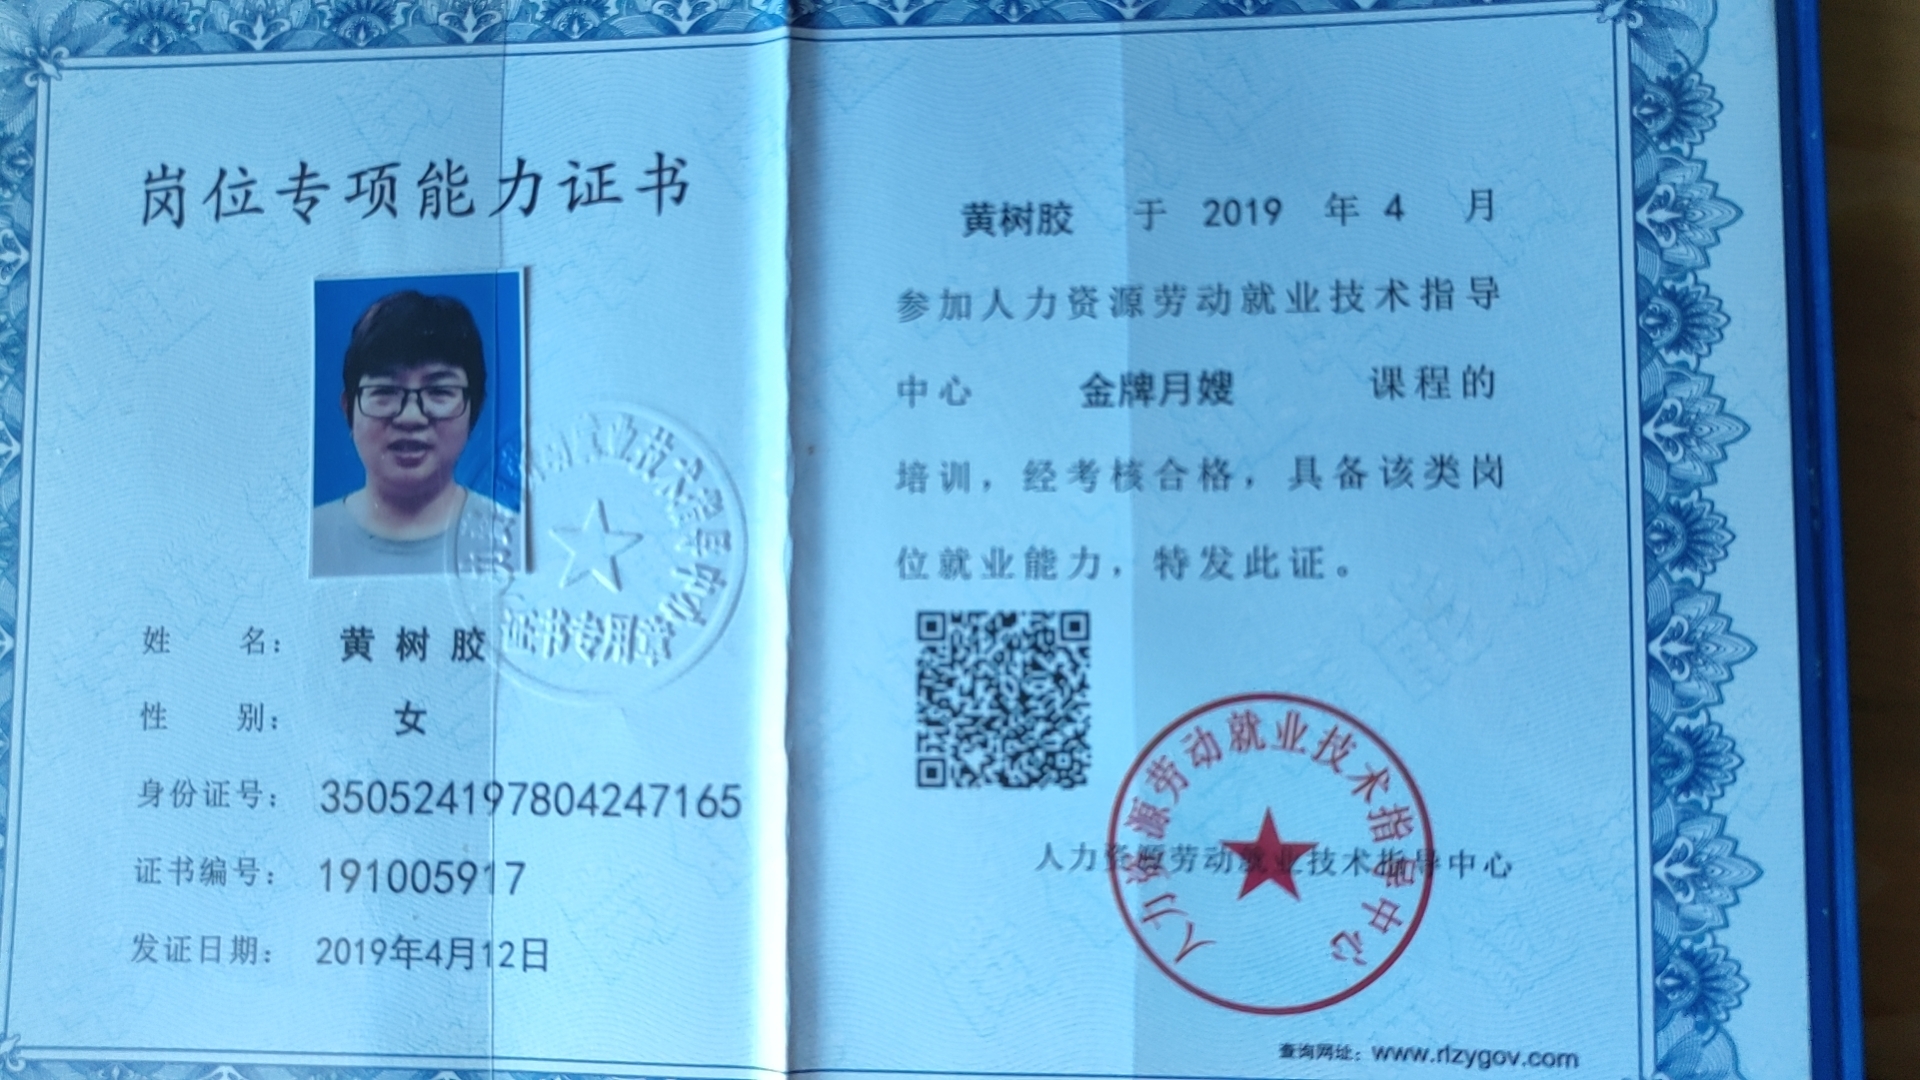 岗位专项能力证书
证书专用章
姓 名： 黄树胶
性 别： 女
身份证号： 350524197804247165
证书编号： 191005917
发证日期： 2019年4月12日
黄树胶 于 2019 年 4 月
参加人力资源劳动就业技术指导
中心 金牌月嫂 课程的
培训，经考核合格，具备该类岗
位就业能力，特发此证。
人力资源劳动就业技术指导中心
人力资源劳动就业技术指导中心
查询网址：www.rlzygov.com